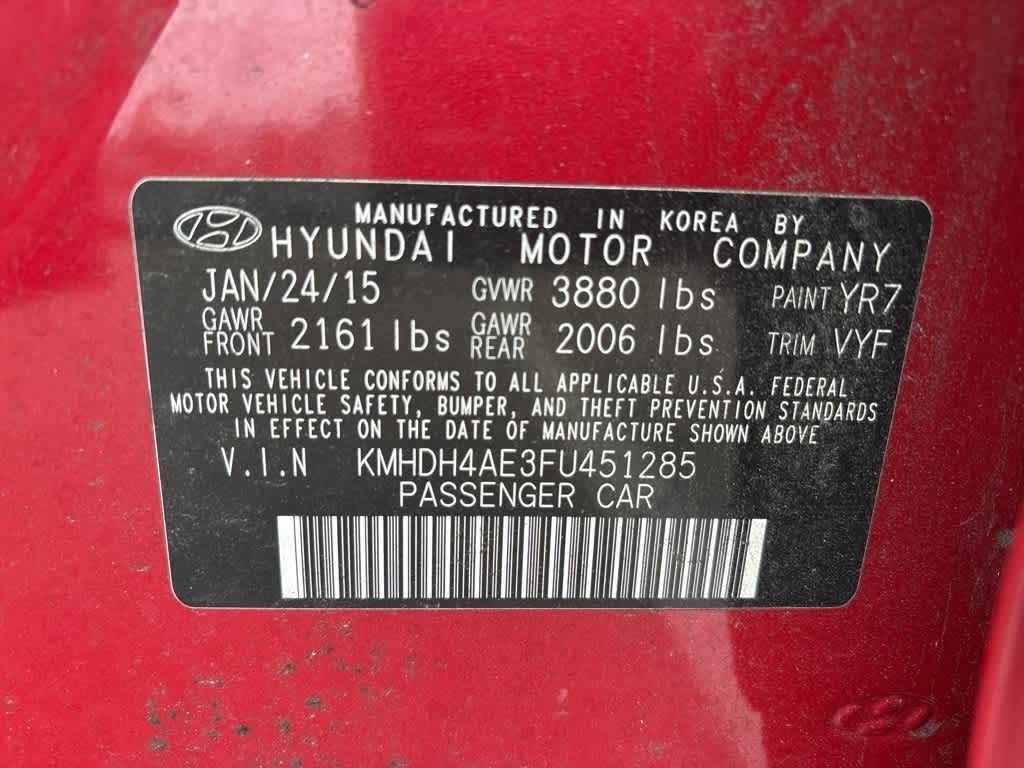 MANUFACTURED IN KOREA BY
HYUNDAI MOTOR COMPANY
JAN/24/15 GVWR 3880 lbs PAINT YR7
GAWR FRONT 2161 lbs GAWR REAR 2006 lbs TRIM VYF
THIS VEHICLE CONFORMS TO ALL APPLICABLE U.S.A. FEDERAL
MOTOR VEHICLE SAFETY, BUMPER, AND THEFT PREVENTION STANDARDS
IN EFFECT ON THE DATE OF MANUFACTURE SHOWN ABOVE
V.I.N KMHDH4AE3FU451285
PASSENGER CAR